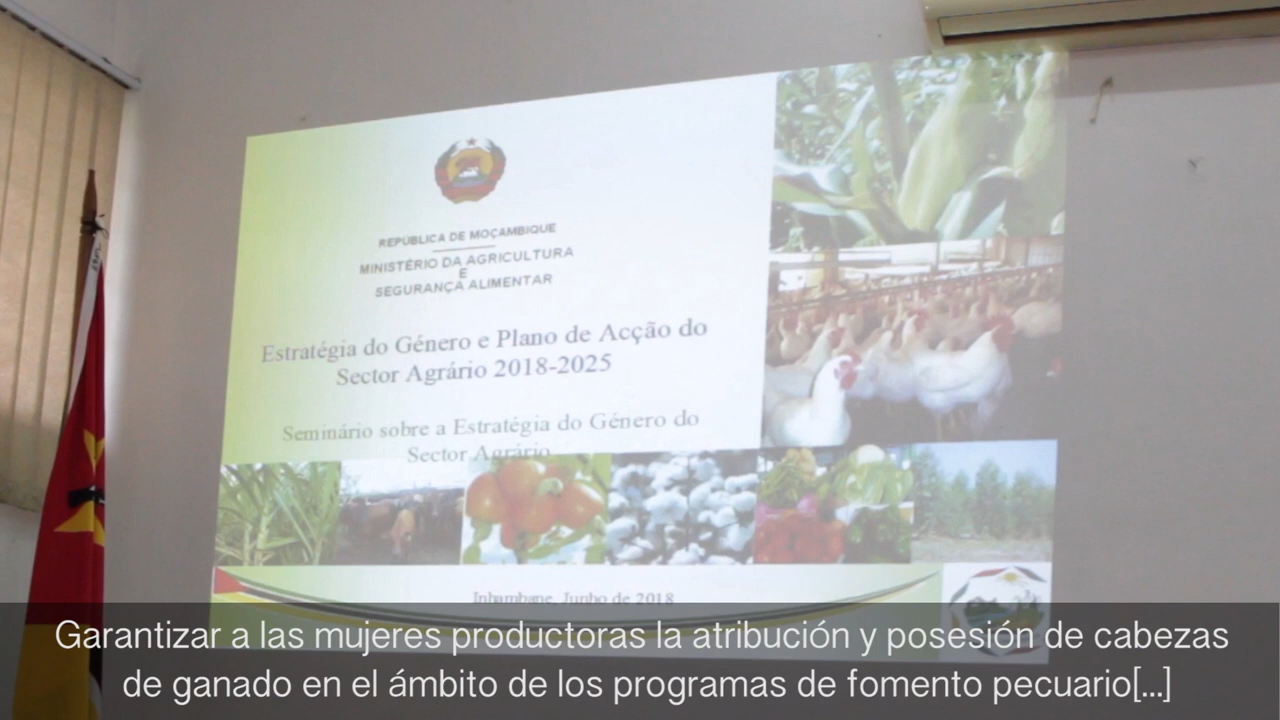 REPÚBLICA DE MOÇAMBIQUE
MINISTÉRIO DA AGRICULTURA
E
SEGURANÇA ALIMENTAR
Estratégia do Género e Plano de Acção do
Sector Agrário 2018-2025
Seminário sobre a Estratégia do Género do
Sector Agrário
Inhambane, Junho de 2018
Garantizar a las mujeres productoras la atribución y posesión de cabezas
de ganado en el ámbito de los programas de fomento pecuario[...]